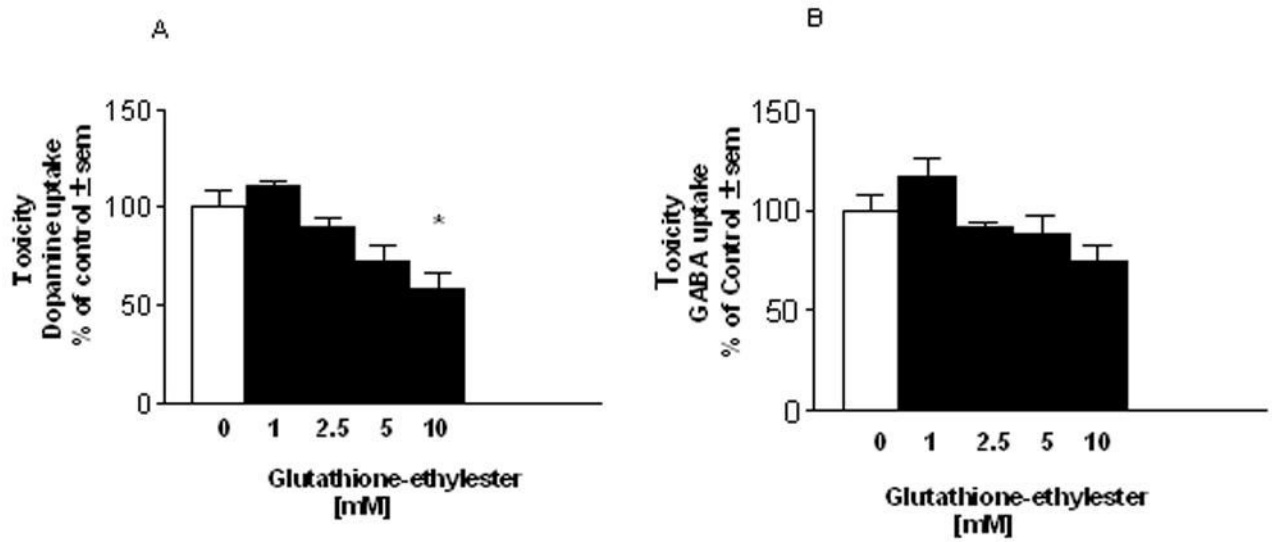 A
150
100
50
0
Toxicity
Dopamine uptake
% of control ± sem
*
0 1 2.5 5 10
Glutathione-ethylester
[mM]
B
150
100
50
0
Toxicity
GABA uptake
% of Control ± sem
0 1 2.5 5 10
Glutathione-ethylester
[mM]